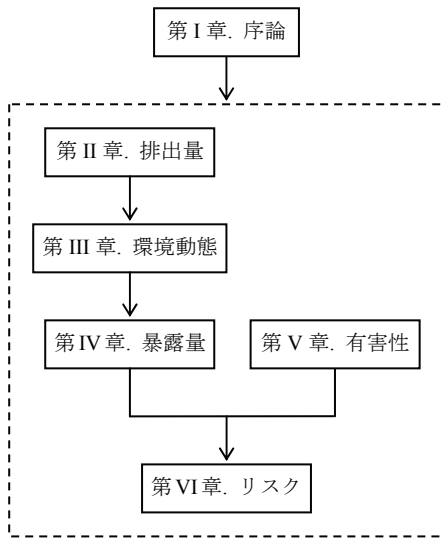 第 I 章. 序論
第 II 章. 排出量
第 III 章. 環境動態
第 IV 章. 暴露量
第 V 章. 有害性
第 VI 章. リスク